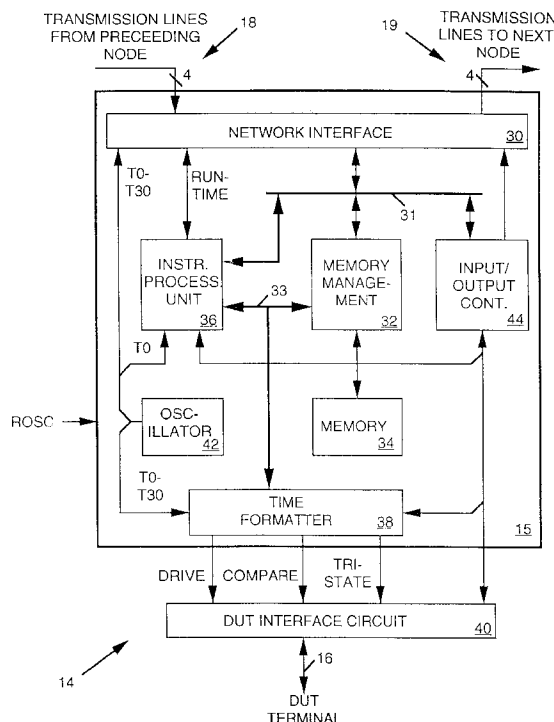 TRANSMISSION LINES
FROM PRECEEDING
NODE
18
19
TRANSMISSION
LINES TO NEXT
NODE
4
4
NETWORK INTERFACE
30
T0-
T30
RUN-
TIME
31
INSTR.
PROCESS.
UNIT
36
33
MEMORY
MANAGE-
MENT
32
INPUT/
OUTPUT
CONT.
44
T0
ROSC
OSC-
ILLATOR
42
MEMORY
34
T0-
T30
TIME
FORMATTER
38
15
DRIVE
COMPARE
TRI-
STATE
DUT INTERFACE CIRCUIT
40
14
16
DUT
TERMINAL